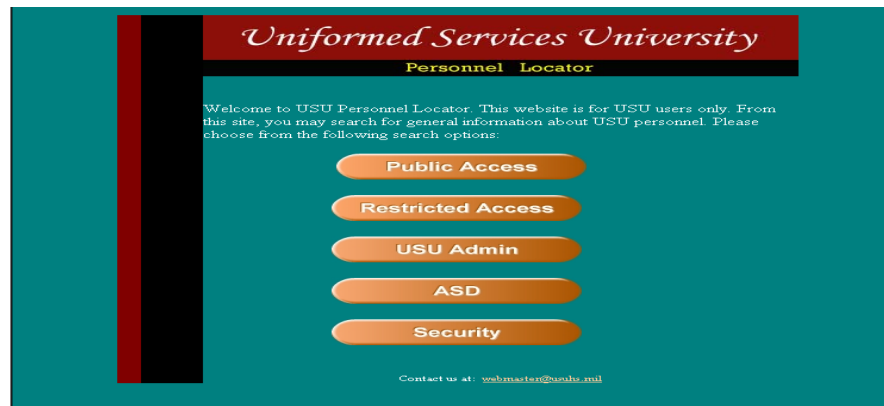 Uniformed Services University
Personnel Locator
Welcome to USU Personnel Locator. This website is for USU users only. From
this site, you may search for general information about USU personnel. Please
choose from the following search options:
Public Access
Restricted Access
USU Admin
ASD
Security
Contact us at: webmaster@usuhs.mil